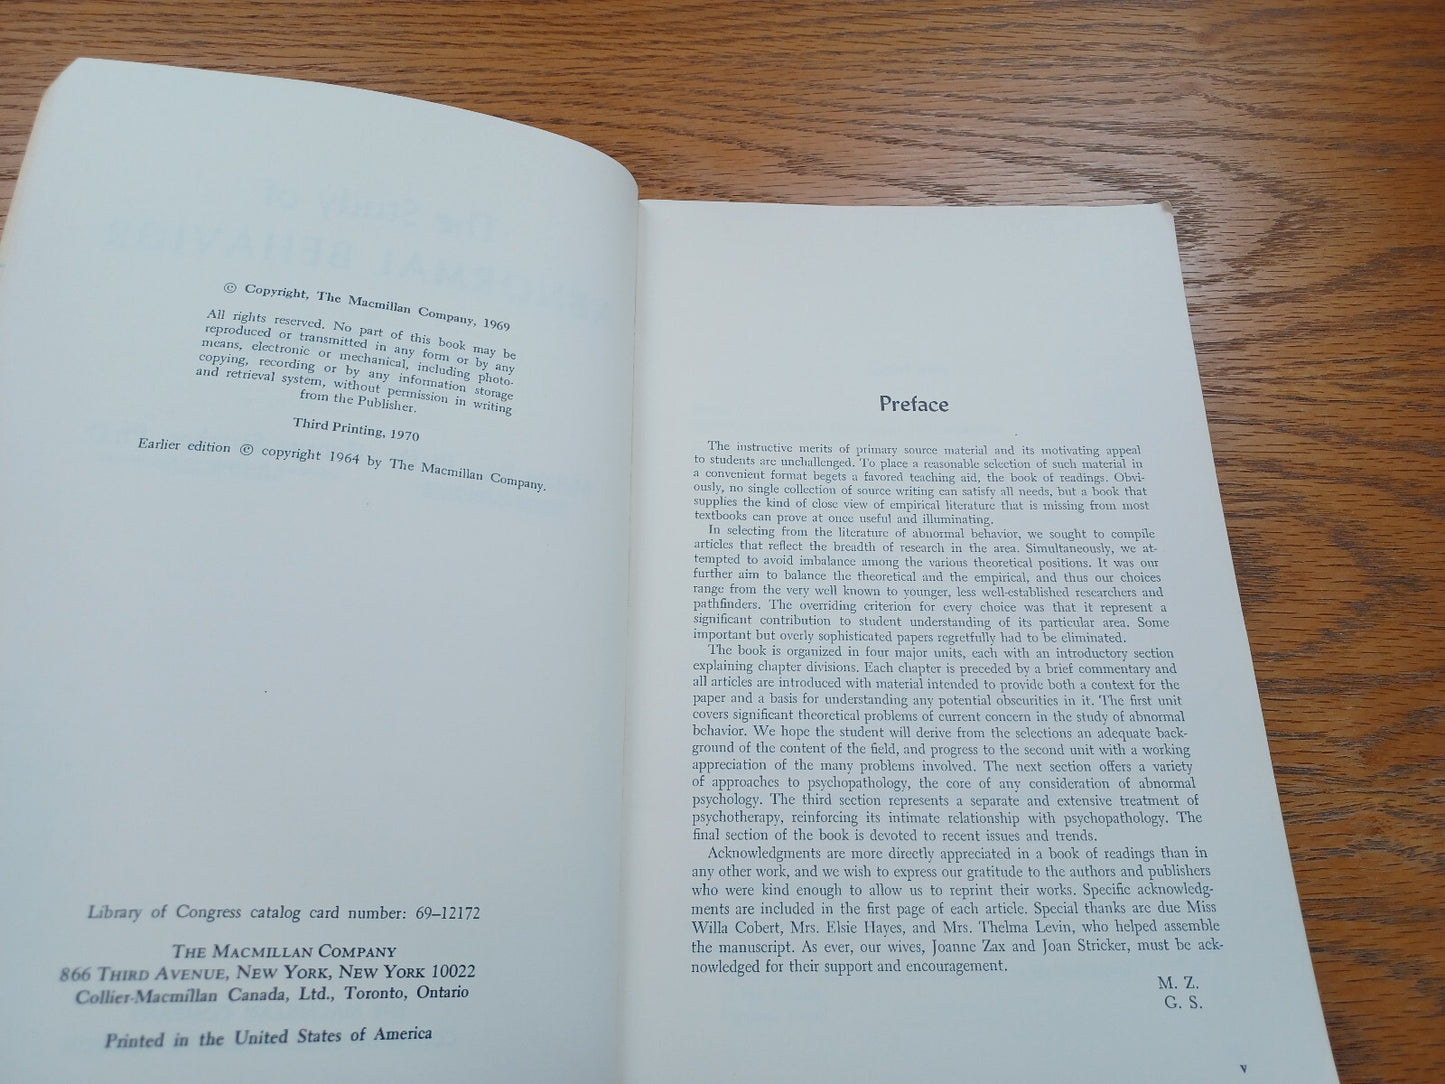 © Copyright, The Macmillan Company, 1969
All rights reserved. No part of this book may be
reproduced or transmitted in any form or by any
means, electronic or mechanical, including photo-
copying, recording or by any information storage
and retrieval system, without permission in writing
from the Publisher.
Third Printing, 1970
Earlier edition © copyright 1964 by The Macmillan Company.
Library of Congress catalog card number: 69–12172
THE MACMILLAN COMPANY
866 THIRD AVENUE, NEW YORK, NEW YORK 10022
Collier-Macmillan Canada, Ltd., Toronto, Ontario
Printed in the United States of America
Preface
The instructive merits of primary source material and its motivating appeal
to students are unchallenged. To place a reasonable selection of such material in
a convenient format begets a favored teaching aid, the book of readings. Obvi-
ously, no single collection of source writing can satisfy all needs, but a book that
supplies the kind of close view of empirical literature that is missing from most
textbooks can prove at once useful and illuminating.
In selecting from the literature of abnormal behavior, we sought to compile
articles that reflect the breadth of research in the area. Simultaneously, we at-
tempted to avoid imbalance among the various theoretical positions. It was our
further aim to balance the theoretical and the empirical, and thus our choices
range from the very well known to younger, less well-established researchers and
pathfinders. The overriding criterion for every choice was that it represent a
significant contribution to student understanding of its particular area. Some
important but overly sophisticated papers regretfully had to be eliminated.
The book is organized in four major units, each with an introductory section
explaining chapter divisions. Each chapter is preceded by a brief commentary and
all articles are introduced with material intended to provide both a context for the
paper and a basis for understanding any potential obscurities in it. The first unit
covers significant theoretical problems of current concern in the study of abnormal
behavior. We hope the student will derive from the selections an adequate back-
ground of the content of the field, and progress to the second unit with a working
appreciation of the many problems involved. The next section offers a variety
of approaches to psychopathology, the core of any consideration of abnormal
psychology. The third section represents a separate and extensive treatment of
psychotherapy, reinforcing its intimate relationship with psychopathology. The
final section of the book is devoted to recent issues and trends.
Acknowledgments are more directly appreciated in a book of readings than in
any other work, and we wish to express our gratitude to the authors and publishers
who were kind enough to allow us to reprint their works. Specific acknowledg-
ments are included in the first page of each article. Special thanks are due Miss
Willa Cobert, Mrs. Elsie Hayes, and Mrs. Thelma Levin, who helped assemble
the manuscript. As ever, our wives, Joanne Zax and Joan Stricker, must be ack-
nowledged for their support and encouragement.
M. Z.
G. S.
v